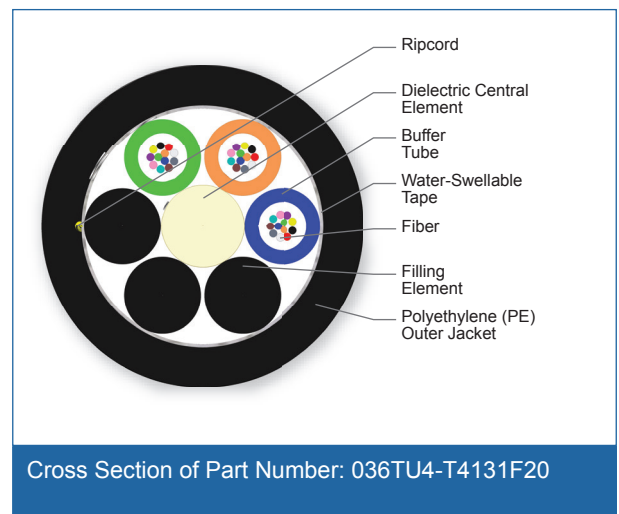 Ripcord
Dielectric Central
Element
Buffer
Tube
Water-Swellable
Tape
Fiber
Filling
Element
Polyethylene (PE)
Outer Jacket
Cross Section of Part Number: 036TU4-T4131F20